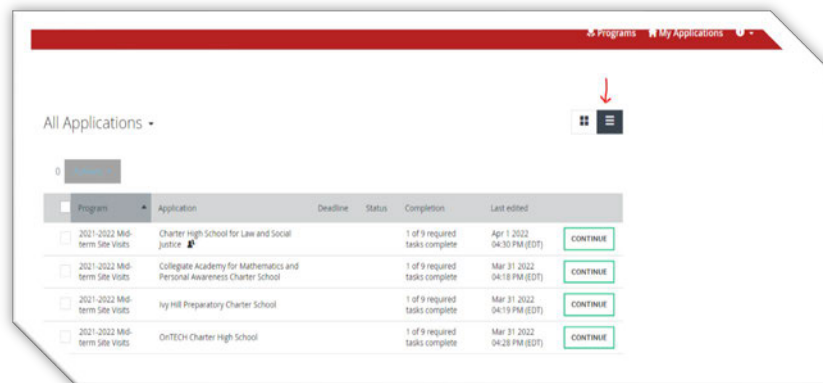 Programs My Applications
All Applications
0
Program Application Deadline Status Completion Last edited
2021-2022 Mid- Charter High School for Law and Social 1 of 9 required Apr 1 2022
term Site Visits Justice tasks complete 04:30 PM (EDT) CONTINUE
2021-2022 Mid- Collegiate Academy for Mathematics and 1 of 9 required Mar 31 2022
term Site Visits Personal Awareness Charter School tasks complete 04:18 PM (EDT) CONTINUE
2021-2022 Mid- Ivy Hill Preparatory Charter School 1 of 9 required Mar 31 2022
term Site Visits tasks complete 04:19 PM (EDT) CONTINUE
2021-2022 Mid- OnTECH Charter High School 1 of 9 required Mar 31 2022
term Site Visits tasks complete 04:28 PM (EDT) CONTINUE